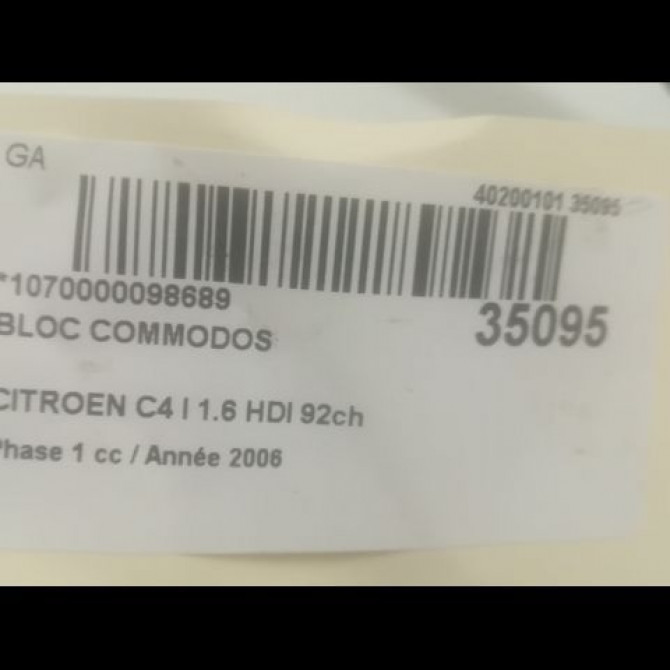 GA
40200101 35095
*1070000098689
35095
BLOC COMMODOS
CITROEN C4 I 1.6 HDI 92ch
Phase 1 cc / Année 2006